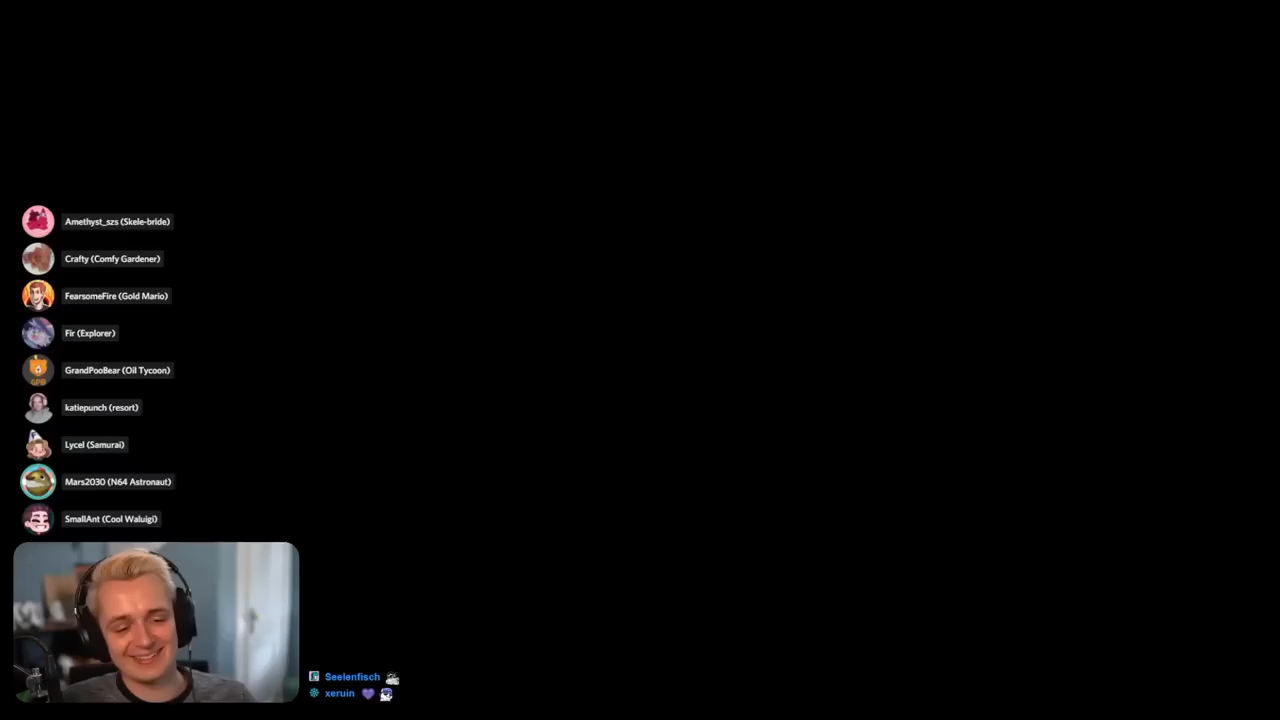 Amethyst_szs (Skele-bride)
Crafty (Comfy Gardener)
FearsomeFire (Gold Mario)
Fir (Explorer)
GrandPooBear (Oil Tycoon)
GPB
katiepunch (resort)
Lycel (Samurai)
Mars2030 (N64 Astronaut)
SmallAnt (Cool Waluigi)
Seelenfisch
xeruin